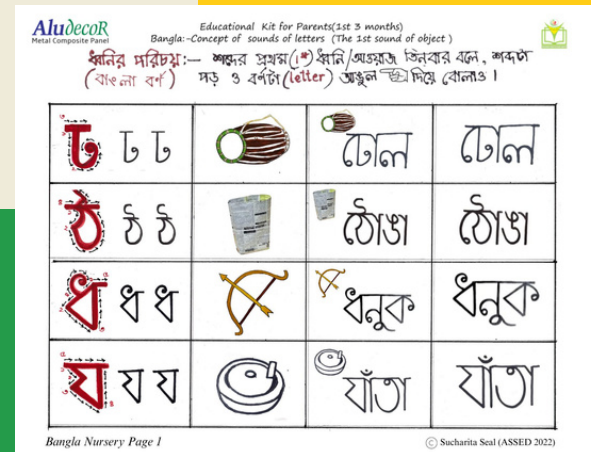 AludecoR
Metal Composite Panel
Educational Kit for Parents(1st 3 months)
Bangla:-Concept of sounds of letters (The 1st sound of object )
ধ্বনির পরিচয়:— শব্দের প্রথম(1*) ধ্বনি/আওয়াজ তিনবার বলে, শব্দটা
(বাংলা বর্ণ) পড় ও বর্ণটা(letter) আঙুল দিয়ে বোলাও।
ঢ ঢ ঢ ঢোল ঢোল
ঠ ঠ ঠ ঠোঙা ঠোঙা
ধ ধ ধ ধনুক ধনুক
য য য যাঁতা যাঁতা
Bangla Nursery Page 1
© Sucharita Seal (ASSED 2022)